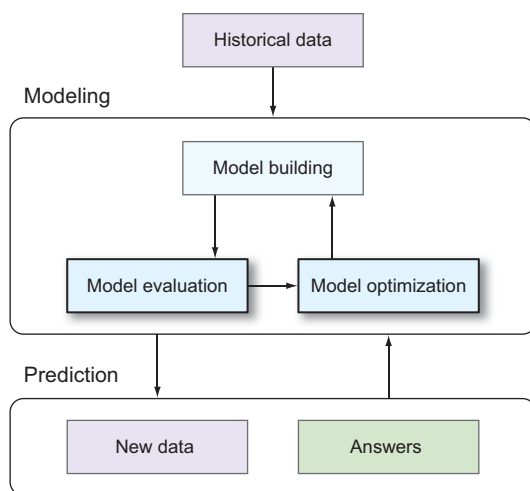 Historical data
Modeling
Model building
Model evaluation
Model optimization
Prediction
New data
Answers